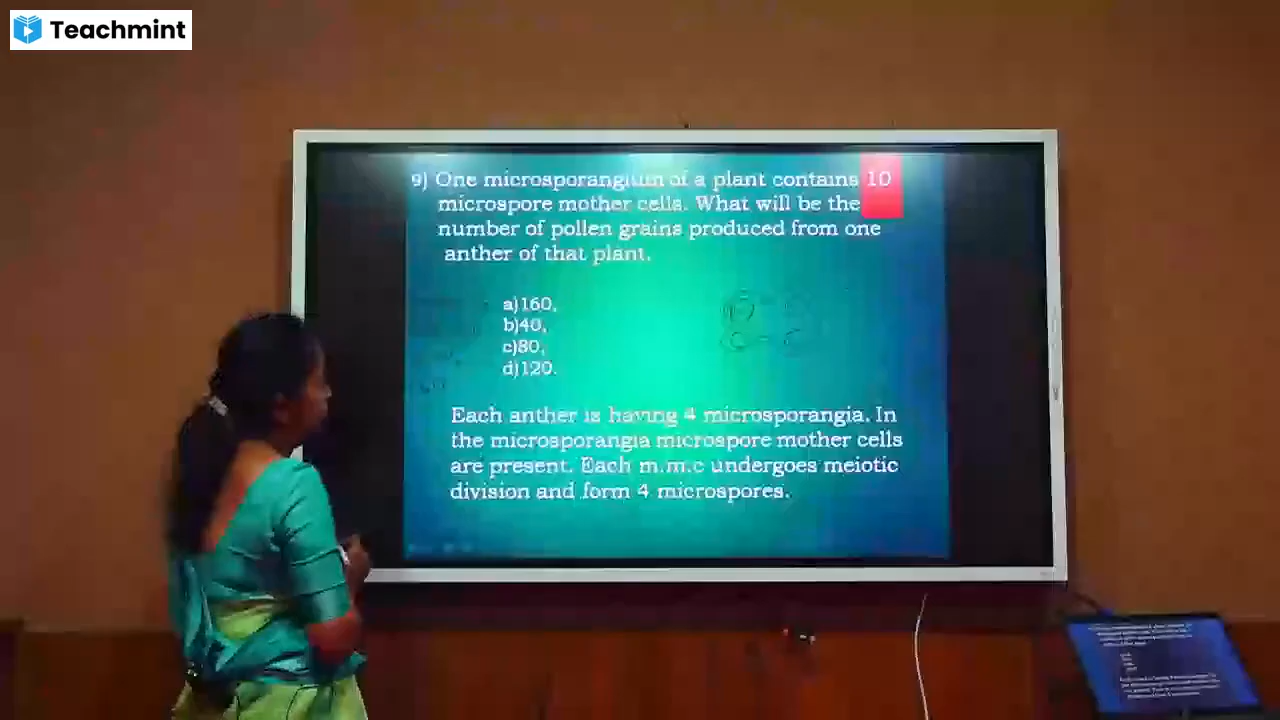 Teachmint
9) One microsporangium of a plant contains 10
microspore mother cells. What will be the
number of pollen grains produced from one
anther of that plant.
a)160,
b)40,
c)80,
d)120.
Each anther is having 4 microsporangia. In
the microsporangia microspore mother cells
are present. Each m.m.c undergoes meiotic
division and form 4 microspores.